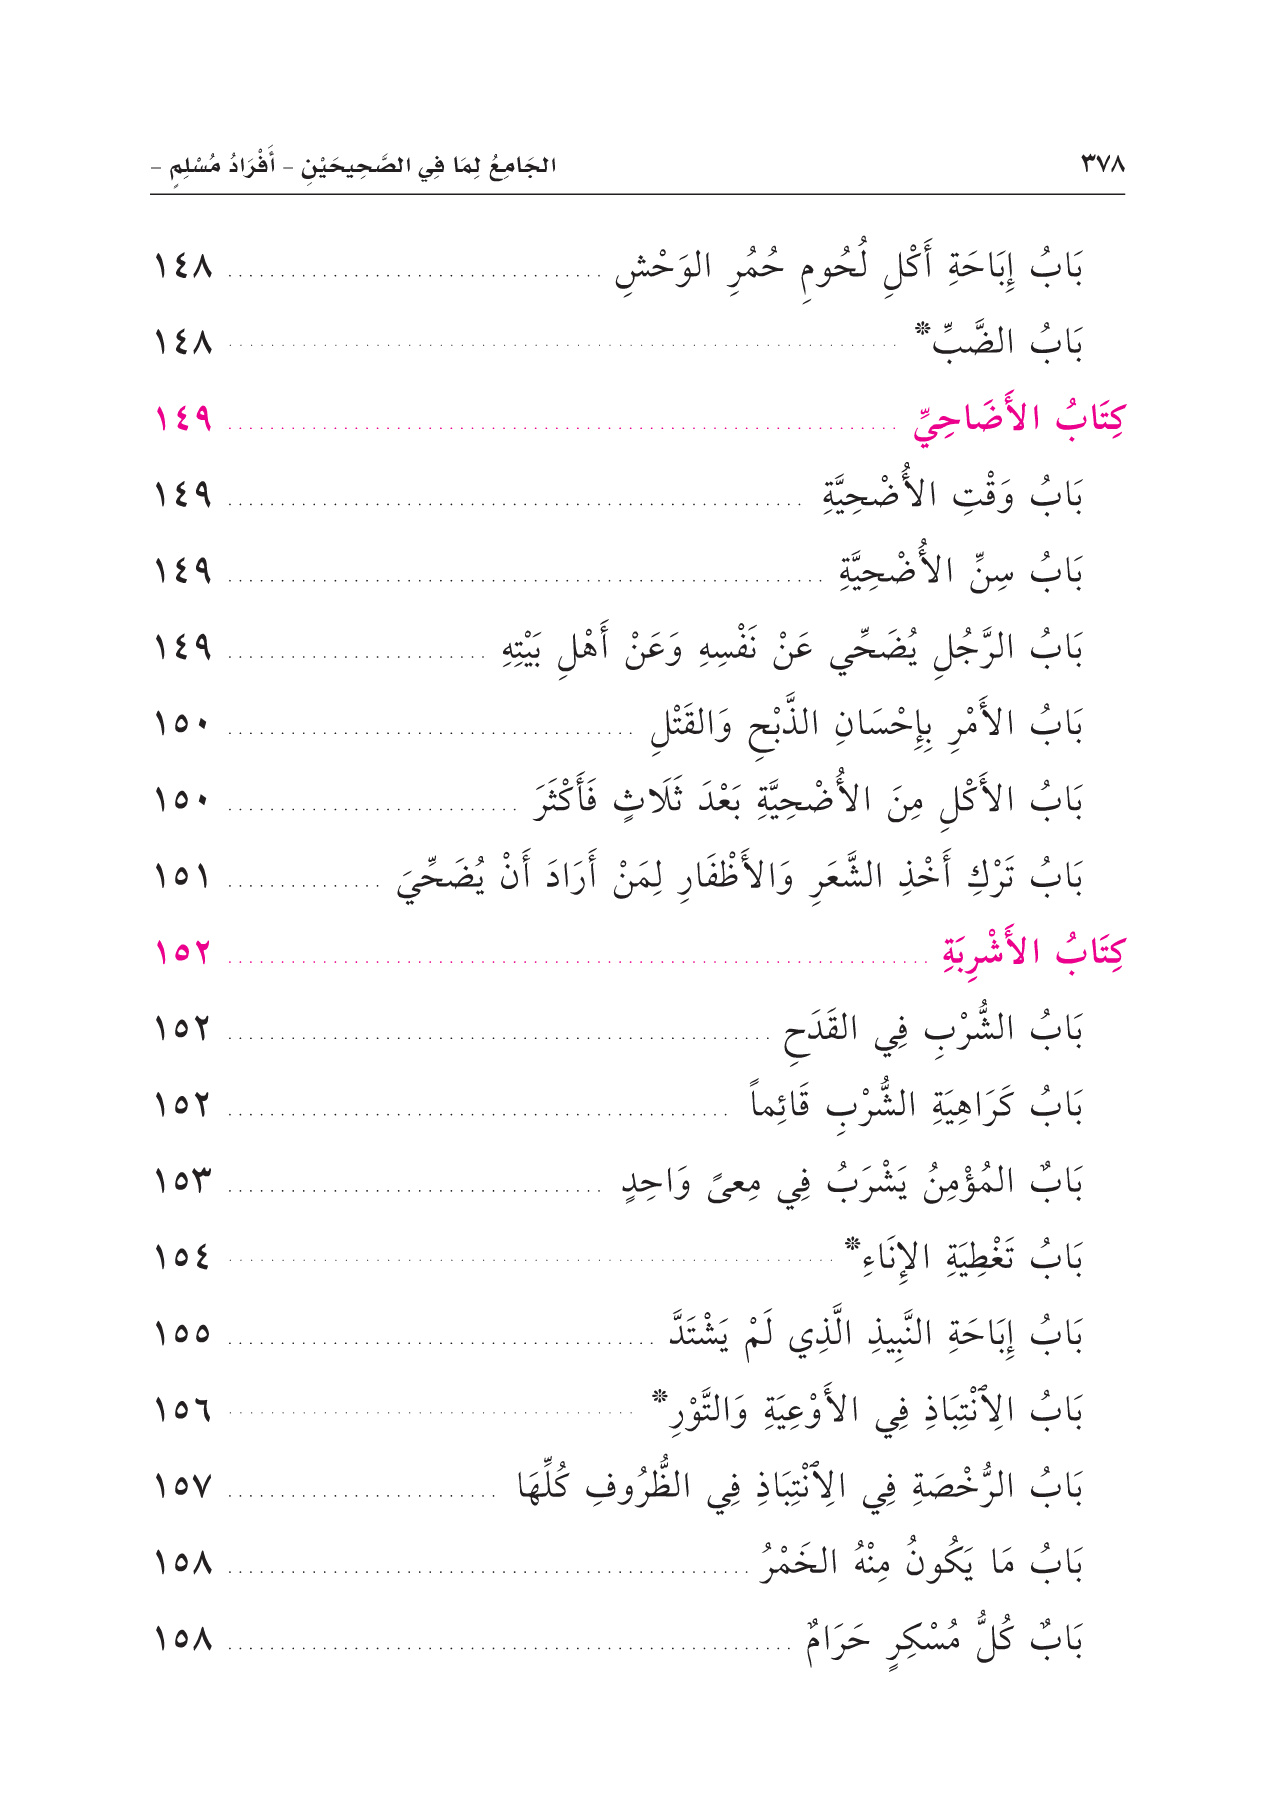 ٣٧٨ الجَامِعُ لِمَا فِي الصَّحِيحَيْنِ – أَفْرَادُ مُسْلِمٍ –
بَابُ إِبَاحَةِ أَكْلِ لُحُومِ حُمُرِ الوَحْشِ ١٤٨
بَابُ الضَّبِّ* ١٤٨
كِتَابُ الأَضَاحِيِّ ١٤٩
بَابُ وَقْتِ الأُضْحِيَّةِ ١٤٩
بَابُ سِنِّ الأُضْحِيَّةِ ١٤٩
بَابُ الرَّجُلِ يُضَحِّي عَنْ نَفْسِهِ وَعَنْ أَهْلِ بَيْتِهِ ١٤٩
بَابُ الأَمْرِ بِإِحْسَانِ الذَّبْحِ وَالقَتْلِ ١٥٠
بَابُ الأَكْلِ مِنَ الأُضْحِيَّةِ بَعْدَ ثَلَاثٍ فَأَكْثَرَ ١٥٠
بَابُ تَرْكِ أَخْذِ الشَّعَرِ وَالأَظْفَارِ لِمَنْ أَرَادَ أَنْ يُضَحِّيَ ١٥١
كِتَابُ الأَشْرِبَةِ ١٥٢
بَابُ الشُّرْبِ فِي القَدَحِ ١٥٢
بَابُ كَرَاهِيَةِ الشُّرْبِ قَائِماً ١٥٢
بَابٌ المُؤْمِنُ يَشْرَبُ فِي مِعىً وَاحِدٍ ١٥٣
بَابُ تَغْطِيَةِ الإِنَاءِ* ١٥٤
بَابُ إِبَاحَةِ النَّبِيذِ الَّذِي لَمْ يَشْتَدَّ ١٥٥
بَابُ الِٱنْتِبَاذِ فِي الأَوْعِيَةِ وَالتَّوْرِ* ١٥٦
بَابُ الرُّخْصَةِ فِي الِٱنْتِبَاذِ فِي الظُّرُوفِ كُلِّهَا ١٥٧
بَابُ مَا يَكُونُ مِنْهُ الخَمْرُ ١٥٨
بَابٌ كُلُّ مُسْكِرٍ حَرَامٌ ١٥٨